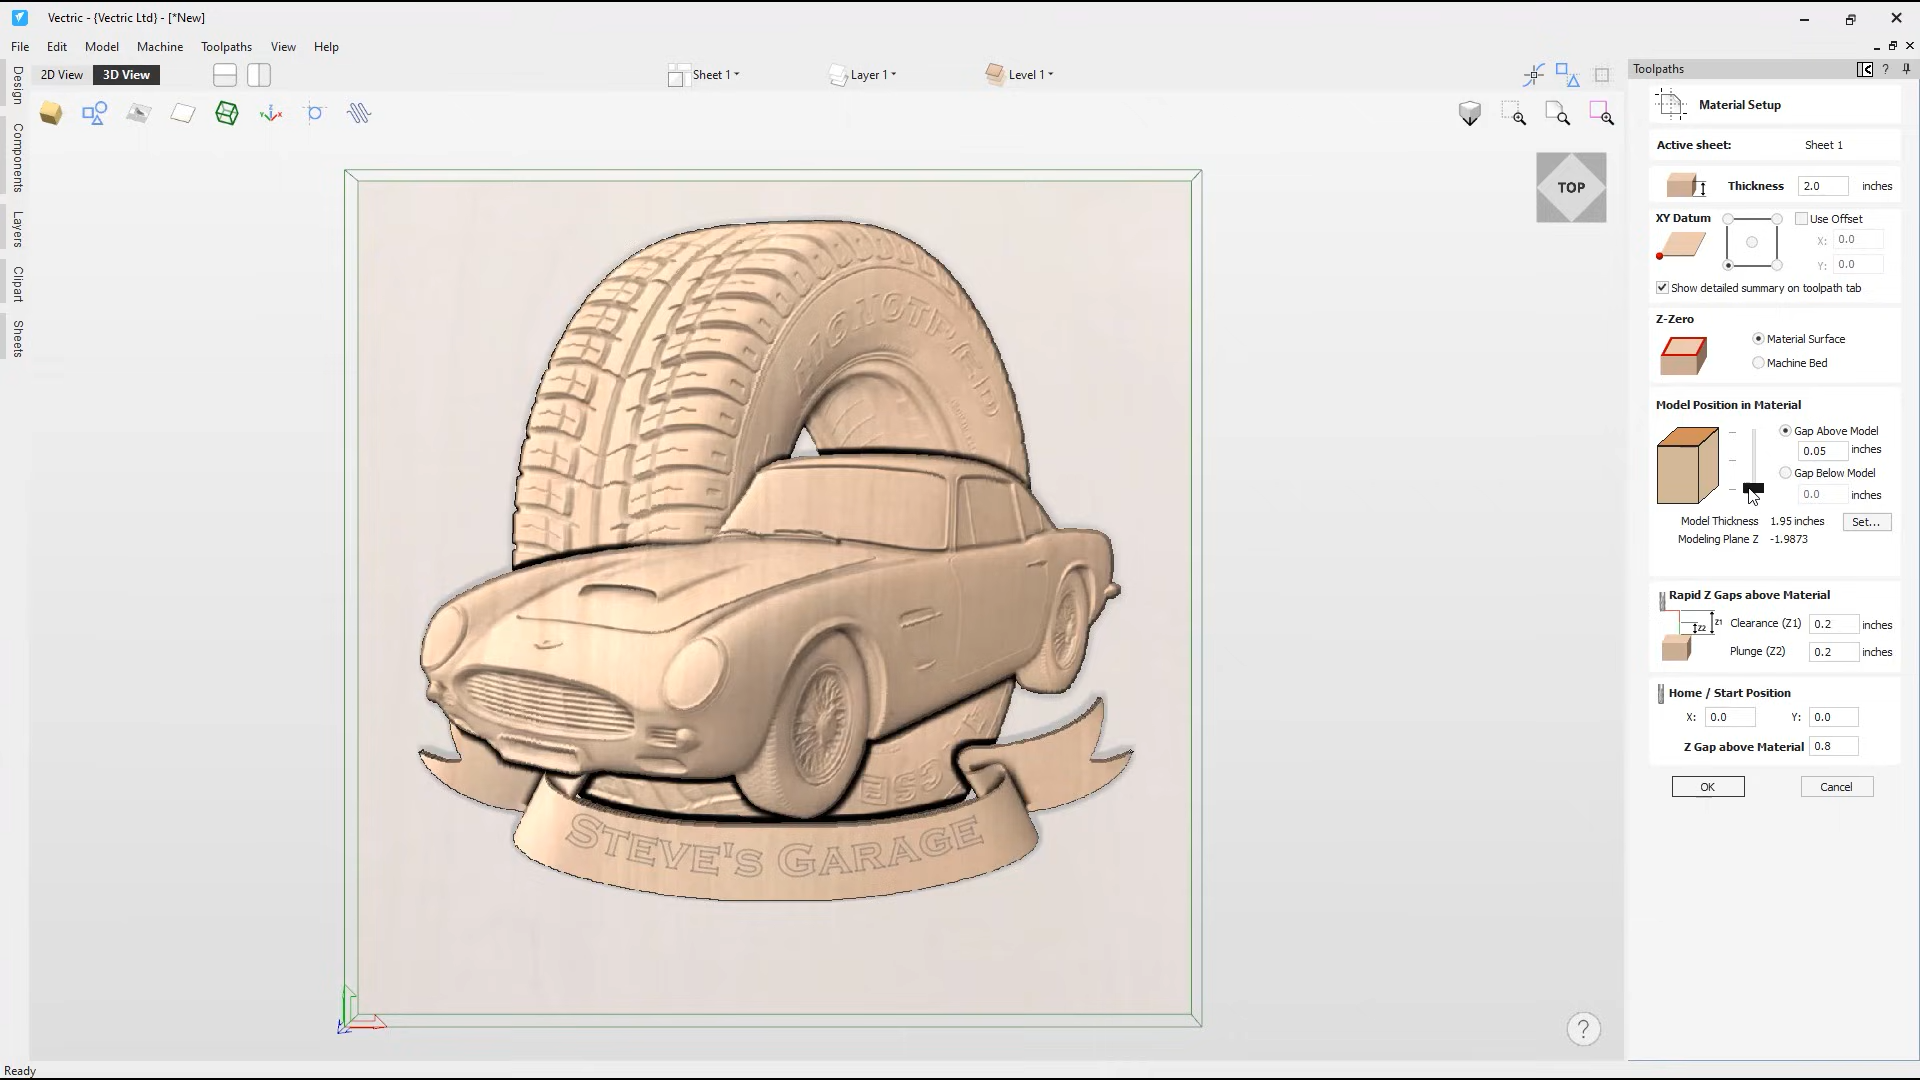 Vectric - {Vectric Ltd} - [*New]
File Edit Model Machine Toolpaths View Help
2D View 3D View Sheet 1 Layer 1 Level 1
Design
Components
Layers
Clipart
Sheets
TOP
STEVE'S GARAGE
Toolpaths
Material Setup
Active sheet: Sheet 1
Thickness 2.0 inches
XY Datum Use Offset
X: 0.0
Y: 0.0
Show detailed summary on toolpath tab
Z-Zero
Material Surface
Machine Bed
Model Position in Material
Gap Above Model
0.05 inches
Gap Below Model
0.0 inches
Model Thickness 1.95 inches Set...
Modeling Plane Z -1.9873
Rapid Z Gaps above Material
Z1 Clearance (Z1) 0.2 inches
Z2 Plunge (Z2) 0.2 inches
Home / Start Position
X: 0.0 Y: 0.0
Z Gap above Material 0.8
OK Cancel
?
Ready